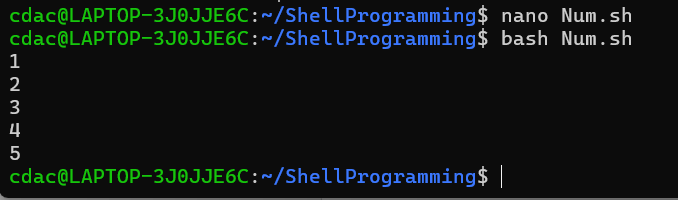 cdac@LAPTOP-3J0JJE6C:~/ShellProgramming$ nano Num.sh
cdac@LAPTOP-3J0JJE6C:~/ShellProgramming$ bash Num.sh
1
2
3
4
5
cdac@LAPTOP-3J0JJE6C:~/ShellProgramming$